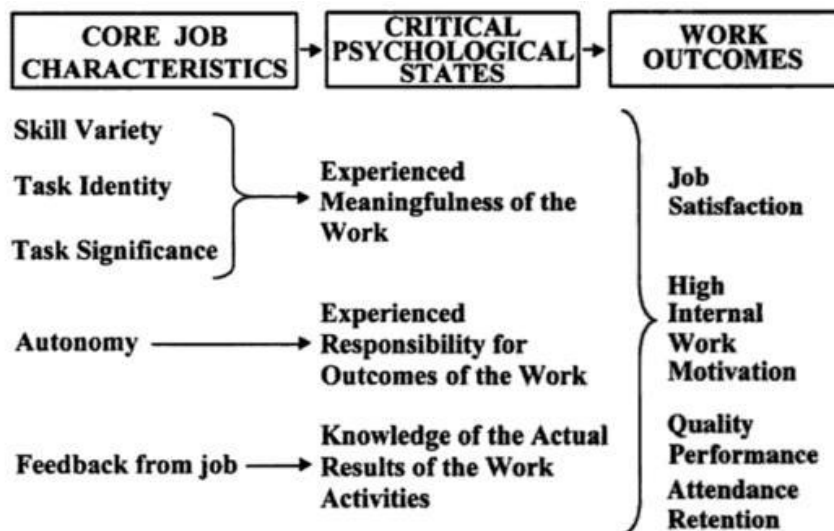 CORE JOB
CHARACTERISTICS
CRITICAL
PSYCHOLOGICAL
STATES
WORK
OUTCOMES
Skill Variety
Task Identity
Task Significance
Experienced
Meaningfulness of the
Work
Autonomy
Experienced
Responsibility for
Outcomes of the Work
Feedback from job
Knowledge of the Actual
Results of the Work
Activities
Job
Satisfaction
High
Internal
Work
Motivation
Quality
Performance
Attendance
Retention